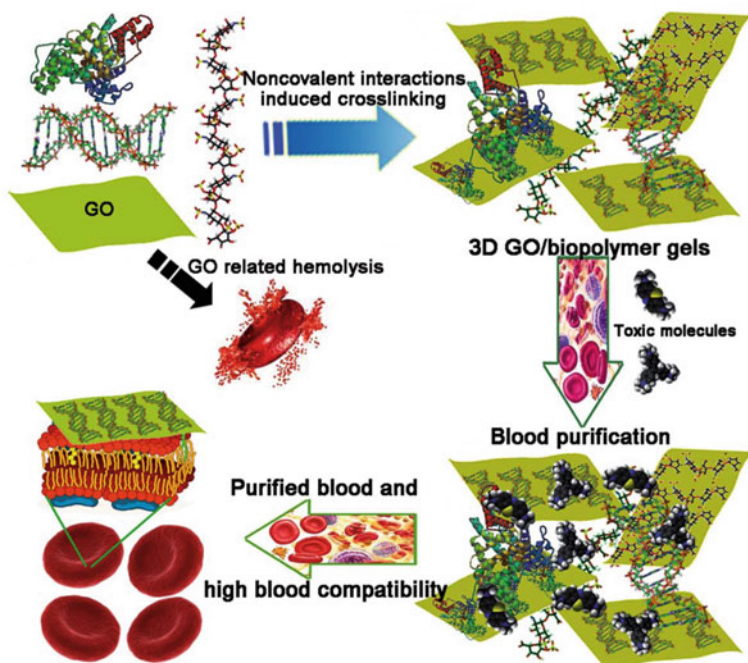 Noncovalent interactions
induced crosslinking
GO
GO related hemolysis
3D GO/biopolymer gels
Toxic molecules
Blood purification
Purified blood and
high blood compatibility